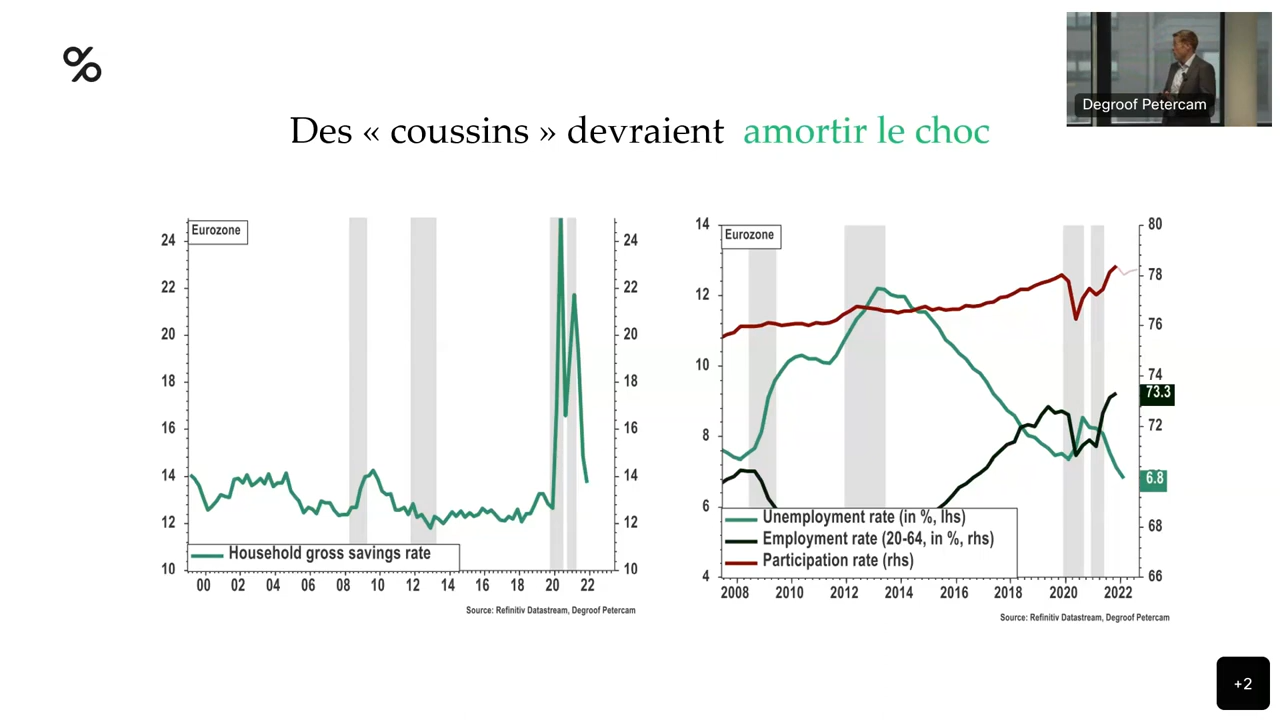 Degroof Petercam
Des « coussins » devraient amortir le choc
Eurozone
24
22
20
18
16
14
12
10
24
22
20
18
16
14
12
10
Household gross savings rate
00 02 04 06 08 10 12 14 16 18 20 22
Source: Refinitiv Datastream, Degroof Petercam
Eurozone
14
12
10
8
6
4
80
78
76
74
73.3
72
6.8
68
66
Unemployment rate (in %, lhs)
Employment rate (20-64, in %, rhs)
Participation rate (rhs)
2008 2010 2012 2014 2016 2018 2020 2022
Source: Refinitiv Datastream, Degroof Petercam
+2